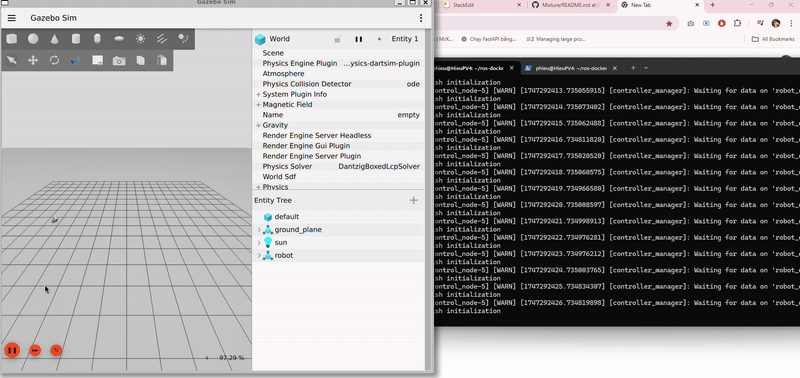 Gazebo Sim
Gazebo Sim
World
Entity 1
Scene
Physics Engine Plugin ...ysics-dartsim-plugin
Atmosphere
Physics Collision Detector ode
System Plugin Info
Magnetic Field
Name empty
Gravity
Render Engine Server Headless
Render Engine Gui Plugin
Render Engine Server Plugin
Physics Solver DantzigBoxedLcpSolver
World Sdf
Physics
Entity Tree
default
ground_plane
sun
robot
97.29 %
StackEdit
Mixture/README.md at
New Tab
Chạy FastAPI bằng...
Managing large pro...
All Bookmarks
phieu@HieuPV4: ~/ros-docke
sh initialization
ontrol_node-5] [WARN] [1747292413.735055915] [controller_manager]: Waiting for data on 'robot_
sh initialization
ontrol_node-5] [WARN] [1747292414.735073402] [controller_manager]: Waiting for data on 'robot_
sh initialization
ontrol_node-5] [WARN] [1747292415.735062488] [controller_manager]: Waiting for data on 'robot_
sh initialization
ontrol_node-5] [WARN] [1747292416.734811820] [controller_manager]: Waiting for data on 'robot_
sh initialization
ontrol_node-5] [WARN] [1747292417.735020520] [controller_manager]: Waiting for data on 'robot_
sh initialization
ontrol_node-5] [WARN] [1747292418.735060575] [controller_manager]: Waiting for data on 'robot_
sh initialization
ontrol_node-5] [WARN] [1747292419.734966580] [controller_manager]: Waiting for data on 'robot_
sh initialization
ontrol_node-5] [WARN] [1747292420.735008597] [controller_manager]: Waiting for data on 'robot_
sh initialization
ontrol_node-5] [WARN] [1747292421.734998913] [controller_manager]: Waiting for data on 'robot_
sh initialization
ontrol_node-5] [WARN] [1747292422.734976281] [controller_manager]: Waiting for data on 'robot_
sh initialization
ontrol_node-5] [WARN] [1747292423.734976212] [controller_manager]: Waiting for data on 'robot_
sh initialization
ontrol_node-5] [WARN] [1747292424.735003765] [controller_manager]: Waiting for data on 'robot_
sh initialization
ontrol_node-5] [WARN] [1747292425.734834307] [controller_manager]: Waiting for data on 'robot_
sh initialization
ontrol_node-5] [WARN] [1747292426.734819898] [controller_manager]: Waiting for data on 'robot_
sh initialization